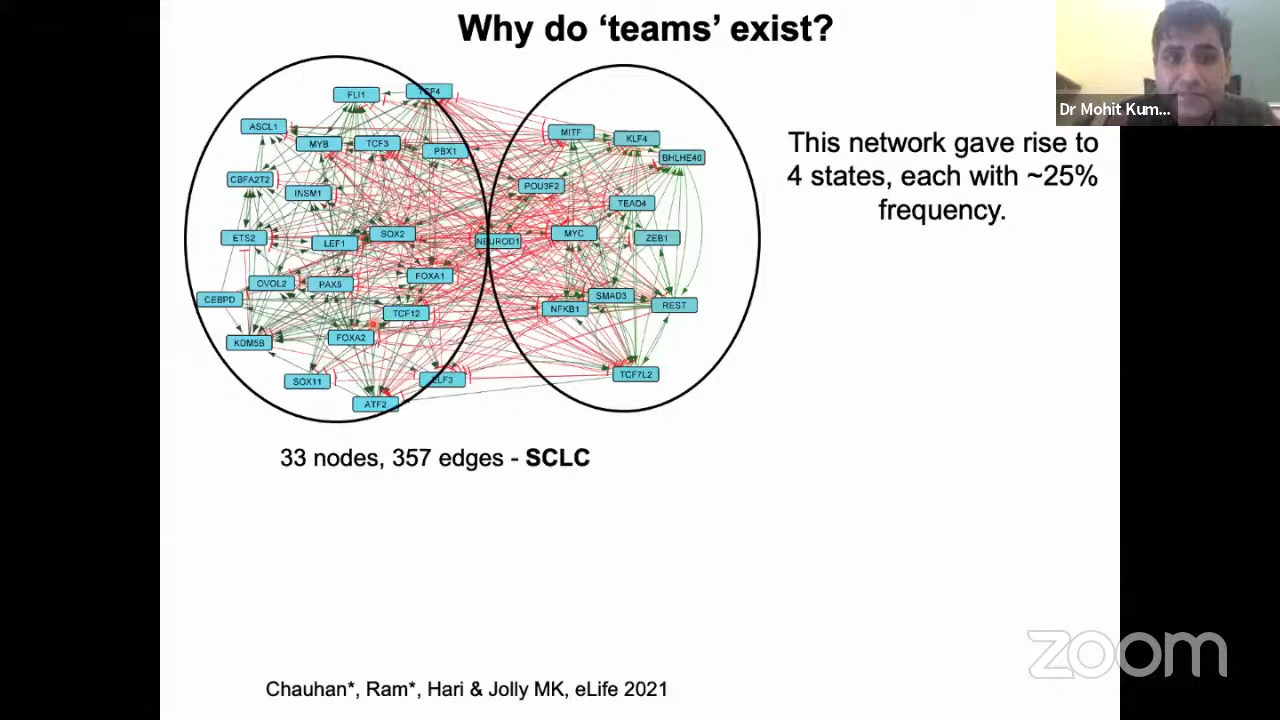 Why do ‘teams’ exist?
Dr Mohit Kum...
This network gave rise to
4 states, each with ~25%
frequency.
FLI1
TCF4
ASCL1
MYB
TCF3
PBX1
CBFA2T2
INSM1
ETS2
LEF1
SOX2
NEUROD1
OVOL2
PAX5
FOXA1
CEBPD
TCF12
KDM5B
FOXA2
SOX11
ELF3
ATF2
MITF
KLF4
BHLHE40
POU3F2
TEAD4
MYC
ZEB1
SMAD3
NFKB1
REST
TCF7L2
33 nodes, 357 edges - SCLC
zoom
Chauhan*, Ram*, Hari & Jolly MK, eLife 2021